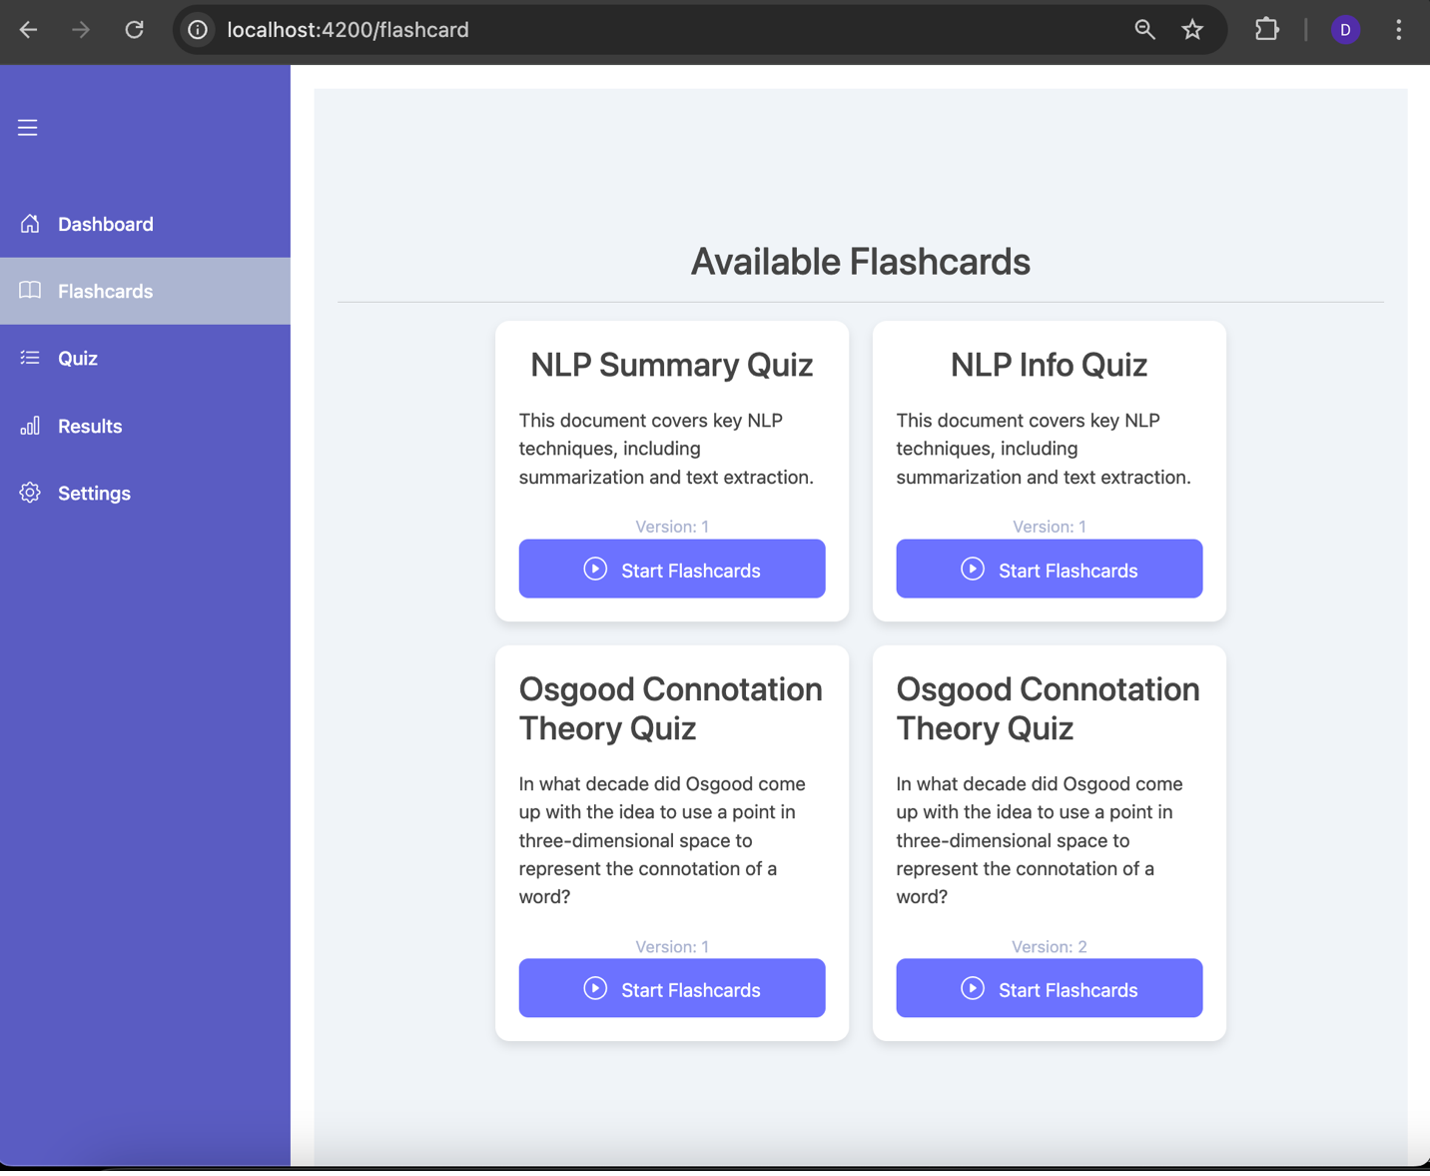 localhost:4200/flashcard
D
Dashboard
Flashcards
Quiz
Results
Settings
Available Flashcards
NLP Summary Quiz
This document covers key NLP
techniques, including
summarization and text extraction.
Version: 1
Start Flashcards
NLP Info Quiz
This document covers key NLP
techniques, including
summarization and text extraction.
Version: 1
Start Flashcards
Osgood Connotation
Theory Quiz
In what decade did Osgood come
up with the idea to use a point in
three-dimensional space to
represent the connotation of a
word?
Version: 1
Start Flashcards
Osgood Connotation
Theory Quiz
In what decade did Osgood come
up with the idea to use a point in
three-dimensional space to
represent the connotation of a
word?
Version: 2
Start Flashcards